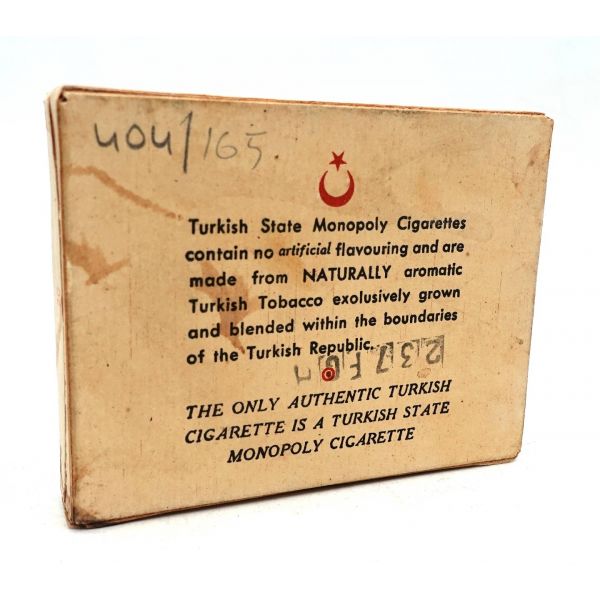 404/165
Turkish State Monopoly Cigarettes
contain no artificial flavouring and are
made from NATURALLY aromatic
Turkish Tobacco exolusively grown
and blended within the boundaries
of the Turkish Republic.
THE ONLY AUTHENTIC TURKISH
CIGARETTE IS A TURKISH STATE
MONOPOLY CIGARETTE